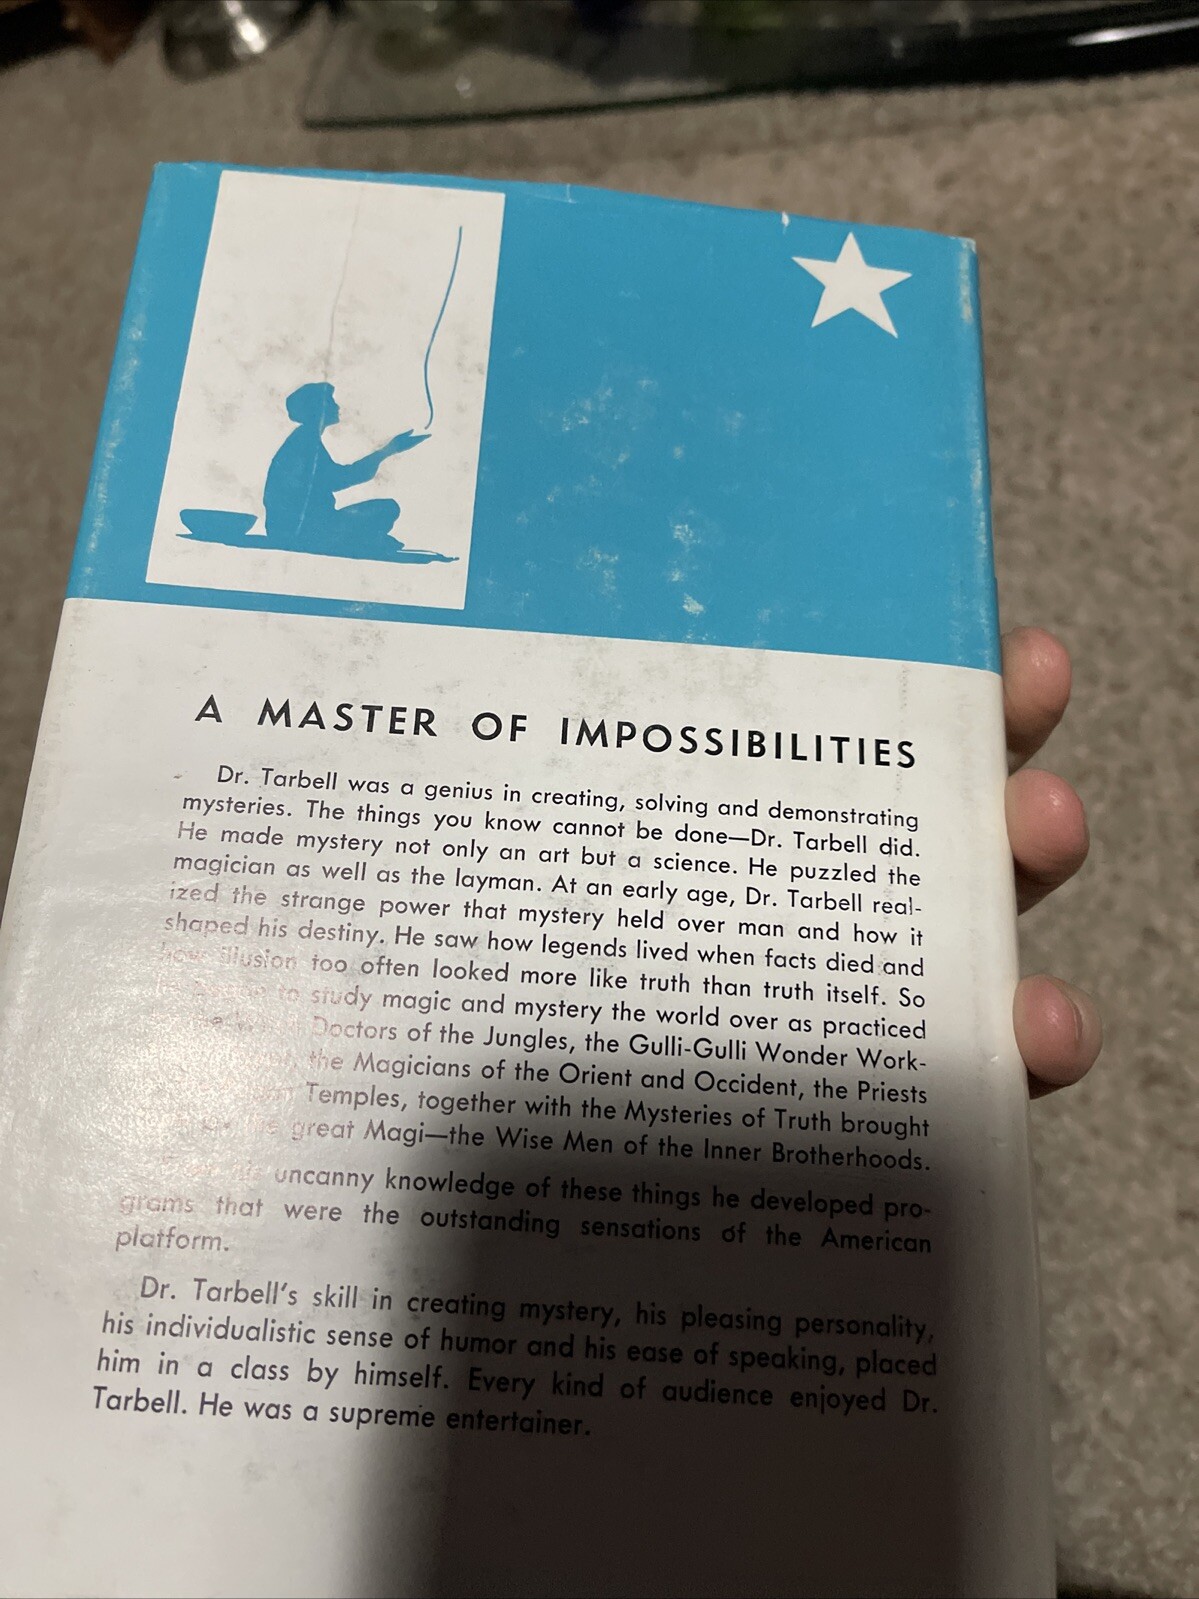 A MASTER OF IMPOSSIBILITIES
Dr. Tarbell was a genius in creating, solving and demonstrating
mysteries. The things you know cannot be done—Dr. Tarbell did.
He made mystery not only an art but a science. He puzzled the
magician as well as the layman. At an early age, Dr. Tarbell real-
ized the strange power that mystery held over man and how it
shaped his destiny. He saw how legends lived when facts died and
how illusion too often looked more like truth than truth itself. So
to study magic and mystery the world over as practiced
Doctors of the Jungles, the Gulli-Gulli Wonder Work-
the Magicians of the Orient and Occident, the Priests
Temples, together with the Mysteries of Truth brought
great Magi—the Wise Men of the Inner Brotherhoods.
uncanny knowledge of these things he developed pro-
grams that were the outstanding sensations of the American
platform.
Dr. Tarbell's skill in creating mystery, his pleasing personality,
his individualistic sense of humor and his ease of speaking, placed
him in a class by himself. Every kind of audience enjoyed Dr.
Tarbell. He was a supreme entertainer.